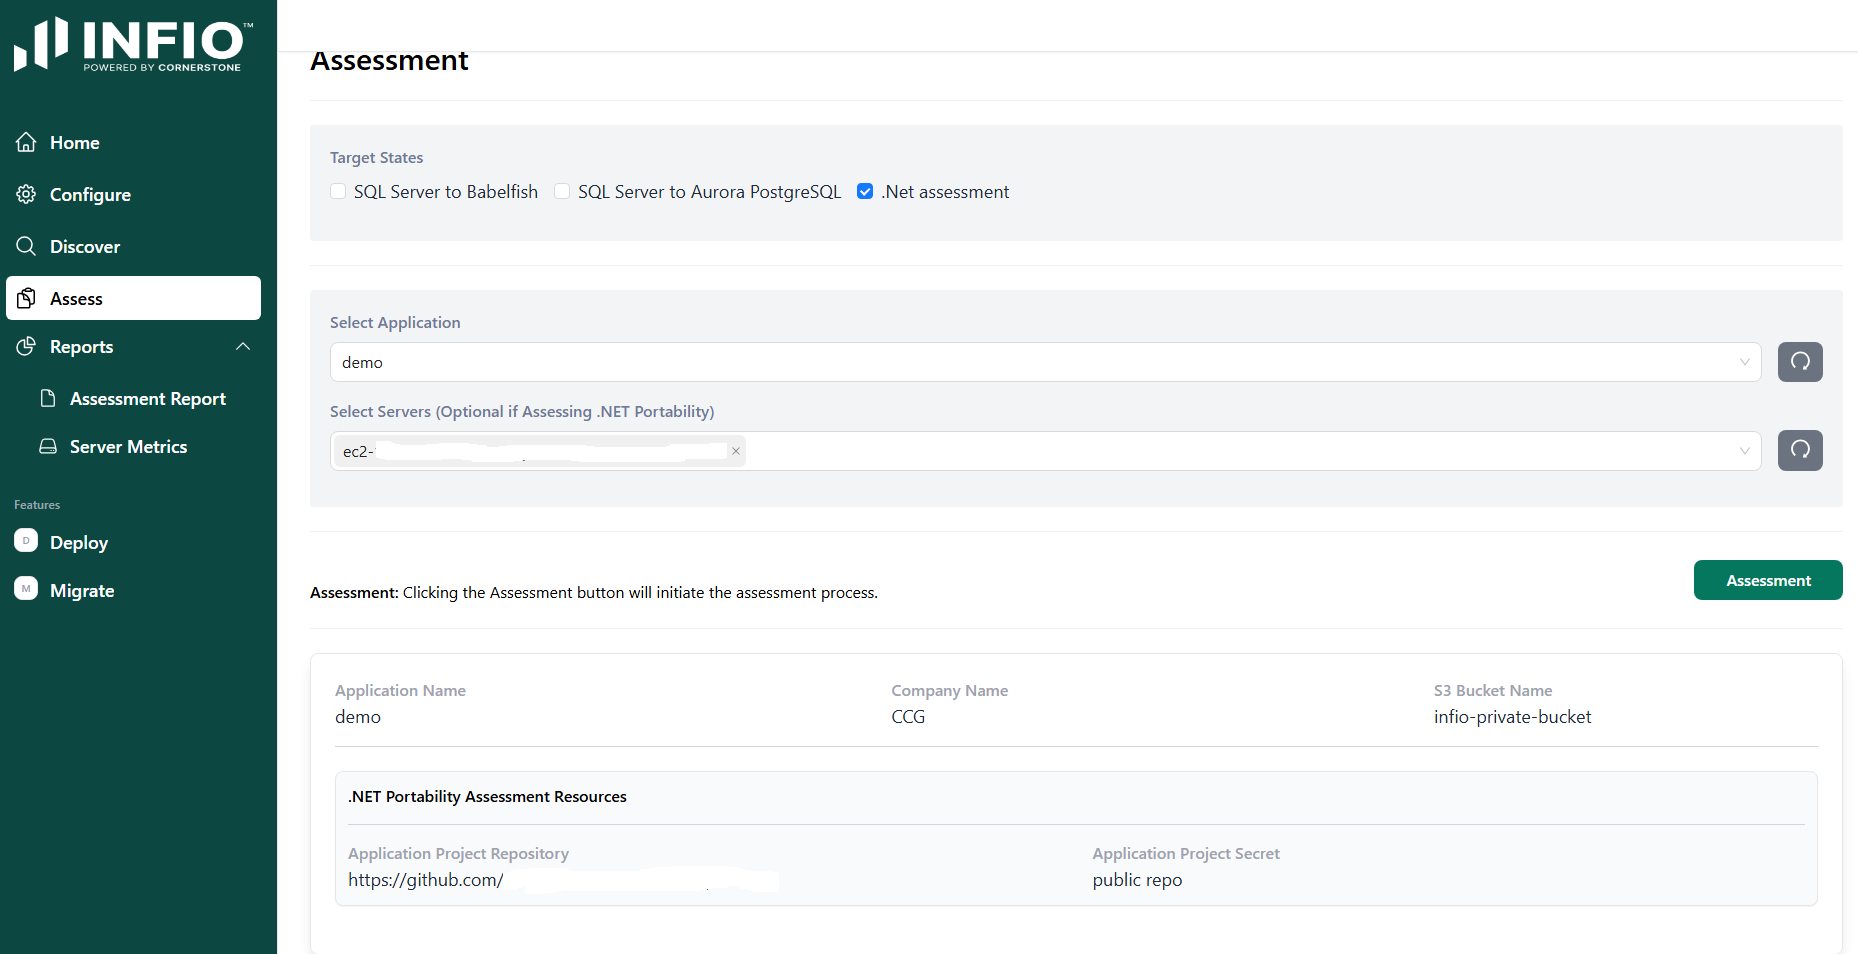 INFIO™
POWERED BY CORNERSTONE
Home
Configure
Discover
Assess
Reports
Assessment Report
Server Metrics
Features
D Deploy
M Migrate
Assessment
Target States
SQL Server to Babelfish SQL Server to Aurora PostgreSQL .Net assessment
Select Application
demo
Select Servers (Optional if Assessing .NET Portability)
ec2-
Assessment: Clicking the Assessment button will initiate the assessment process.
Assessment
Application Name Company Name S3 Bucket Name
demo CCG infio-private-bucket
.NET Portability Assessment Resources
Application Project Repository Application Project Secret
https://github.com/ public repo